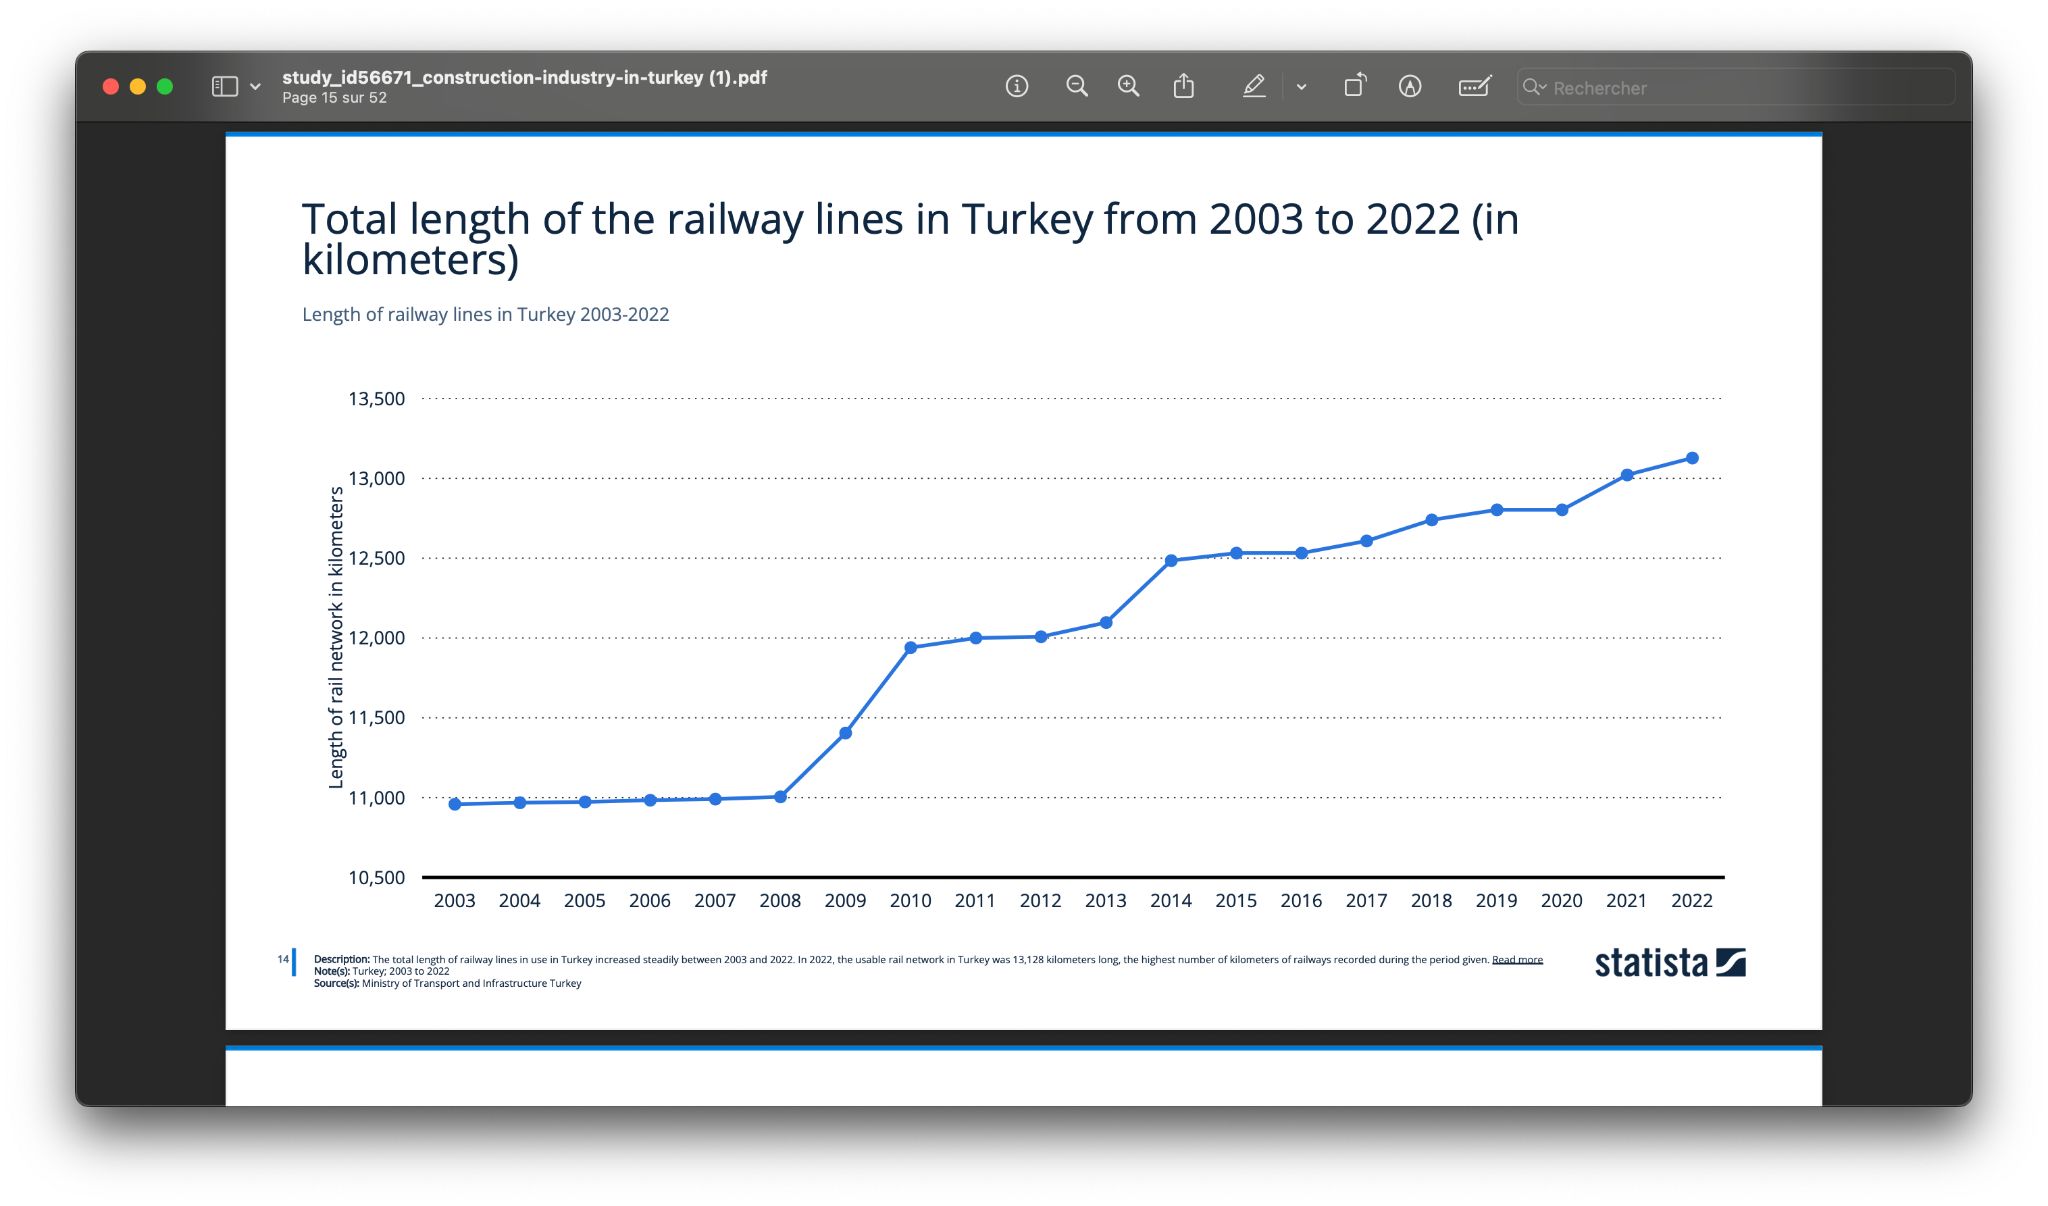 study_id56671_construction-industry-in-turkey (1).pdf
Page 15 sur 52
Rechercher
Total length of the railway lines in Turkey from 2003 to 2022 (in
kilometers)
Length of railway lines in Turkey 2003-2022
Length of rail network in kilometers
13,500
13,000
12,500
12,000
11,500
11,000
10,500
2003 2004 2005 2006 2007 2008 2009 2010 2011 2012 2013 2014 2015 2016 2017 2018 2019 2020 2021 2022
14
Description: The total length of railway lines in use in Turkey increased steadily between 2003 and 2022. In 2022, the usable rail network in Turkey was 13,128 kilometers long, the highest number of kilometers of railways recorded during the period given. Read more
Note(s): Turkey; 2003 to 2022
Source(s): Ministry of Transport and Infrastructure Turkey
statista